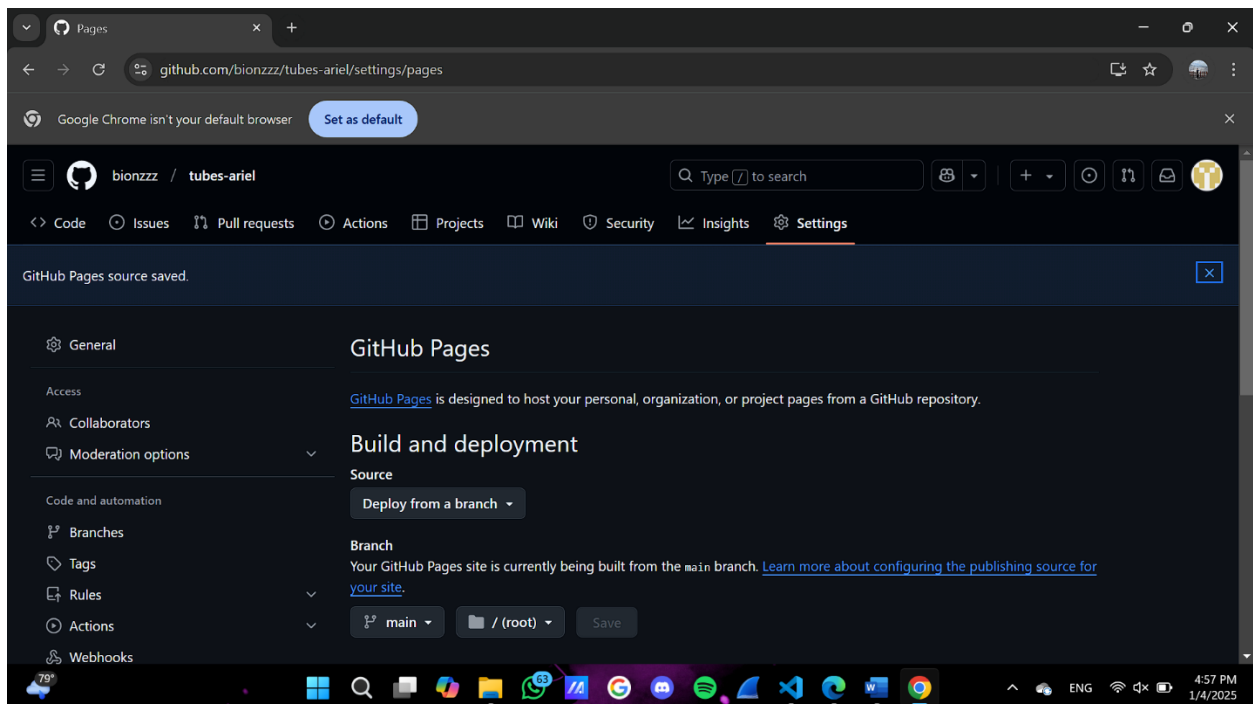 Pages
github.com/bionzzz/tubes-ariel/settings/pages
Google Chrome isn't your default browser Set as default
bionzzz / tubes-ariel Type / to search
Code Issues Pull requests Actions Projects Wiki Security Insights Settings
GitHub Pages source saved.
General
Access
Collaborators
Moderation options
Code and automation
Branches
Tags
Rules
Actions
Webhooks
GitHub Pages
GitHub Pages is designed to host your personal, organization, or project pages from a GitHub repository.
Build and deployment
Source
Deploy from a branch
Branch
Your GitHub Pages site is currently being built from the main branch. Learn more about configuring the publishing source for
your site.
main / (root) Save
79°
63
ENG
4:57 PM
1/4/2025